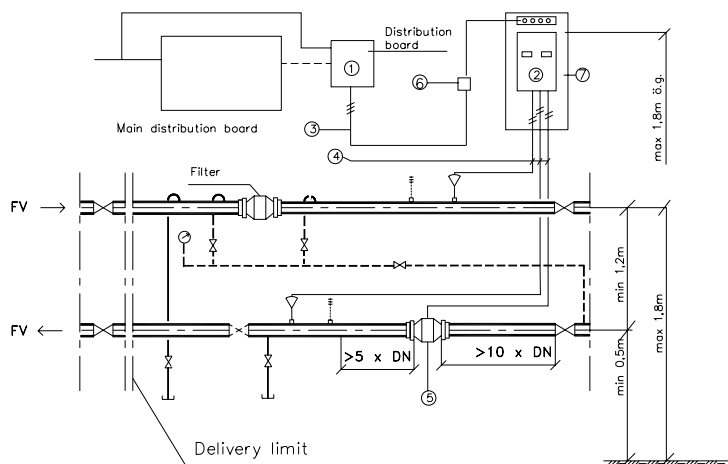 Distribution
board
1
2
7
6
max 1,8m ö.g.
Main distribution board
3
4
Filter
FV
min 1,2m
max 1,8m
FV
>5 x DN
>10 x DN
min 0,5m
5
Delivery limit